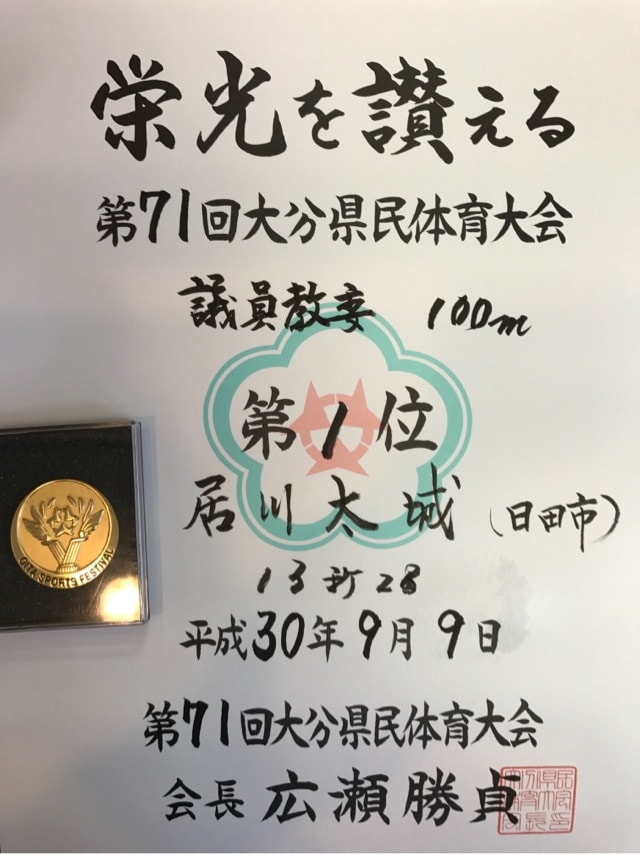 栄光を讃える
第71回大分県民体育大会
議員教委 100m
第1位
居川太城(日田市)
13秒28
平成30年9月9日
第71回大分県民体育大会
会長 広瀬勝貞
OITA SPORTS FESTIVAL